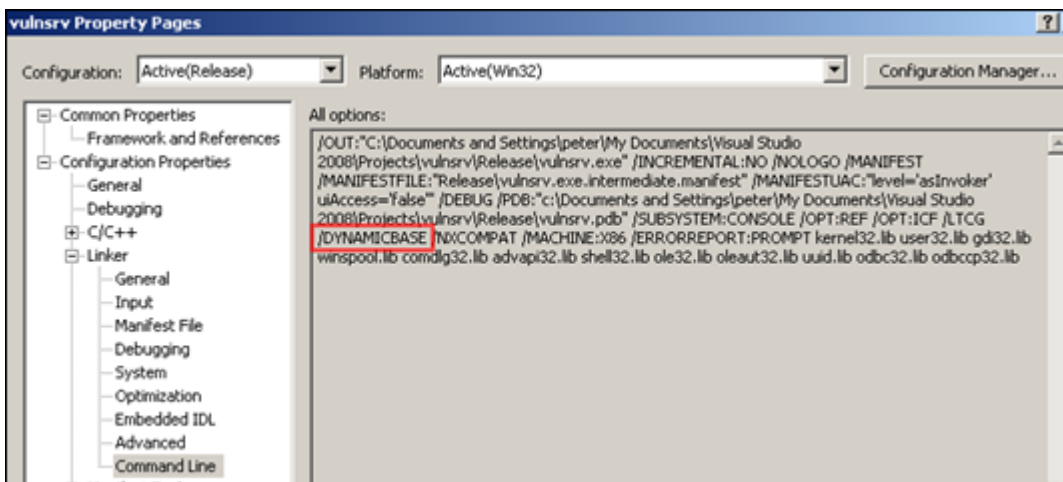 vulnsrv Property Pages
?
Configuration: Active(Release) Platform: Active(Win32) Configuration Manager...
Common Properties
Framework and References
Configuration Properties
General
Debugging
C/C++
Linker
General
Input
Manifest File
Debugging
System
Optimization
Embedded IDL
Advanced
Command Line
All options:
/OUT:"C:\Documents and Settings\peter\My Documents\Visual Studio
2008\Projects\vulnsrv\Release\vulnsrv.exe" /INCREMENTAL:NO /NOLOGO /MANIFEST
/MANIFESTFILE:"Release\vulnsrv.exe.intermediate.manifest" /MANIFESTUAC:"level='asInvoker'
uiAccess='false'" /DEBUG /PDB:"c:\Documents and Settings\peter\My Documents\Visual Studio
2008\Projects\vulnsrv\Release\vulnsrv.pdb" /SUBSYSTEM:CONSOLE /OPT:REF /OPT:ICF /LTCG
/DYNAMICBASE /NXCOMPAT /MACHINE:X86 /ERRORREPORT:PROMPT kernel32.lib user32.lib gdi32.lib
winspool.lib comdlg32.lib advapi32.lib shell32.lib ole32.lib oleaut32.lib uuid.lib odbc32.lib odbccp32.lib